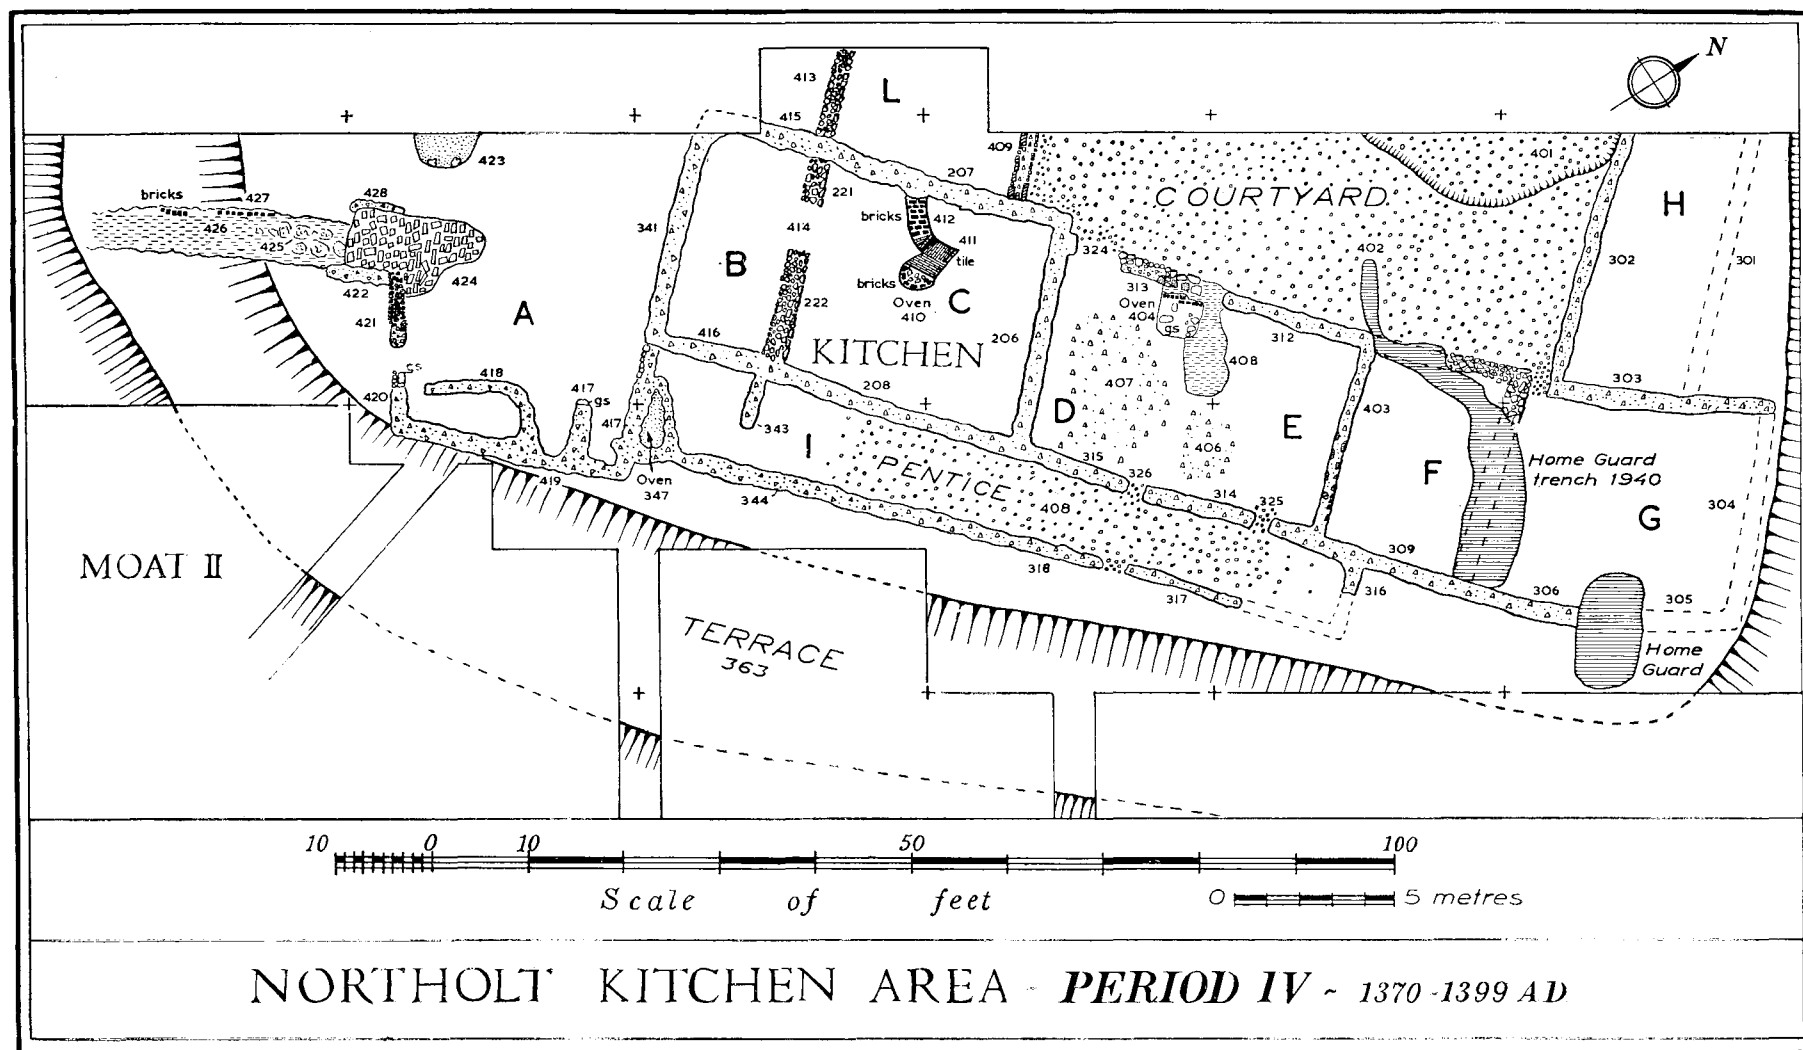 N
413
L
415
409
401
423
COURTYARD
207
H
bricks 427
428
221
bricks 412
426
425
341
414
411
tile
324
402
B
302
301
422
424
222
bricks
C
313
Oven
404
gs
421
A
Oven
410
416
KITCHEN
206
312
408
gs
418
417
gs
208
407
303
420
D
403
417
343
E
I
PENTICE
315
406
F
Home Guard
trench 1940
419
Oven
347
344
326
314
325
304
408
G
MOAT II
318
309
317
316
306
305
TERRACE
363
Home
Guard
10 0 10 50 100
Scale of feet
0 5 metres
NORTHOLT KITCHEN AREA - PERIOD IV ~ 1370-1399 AD